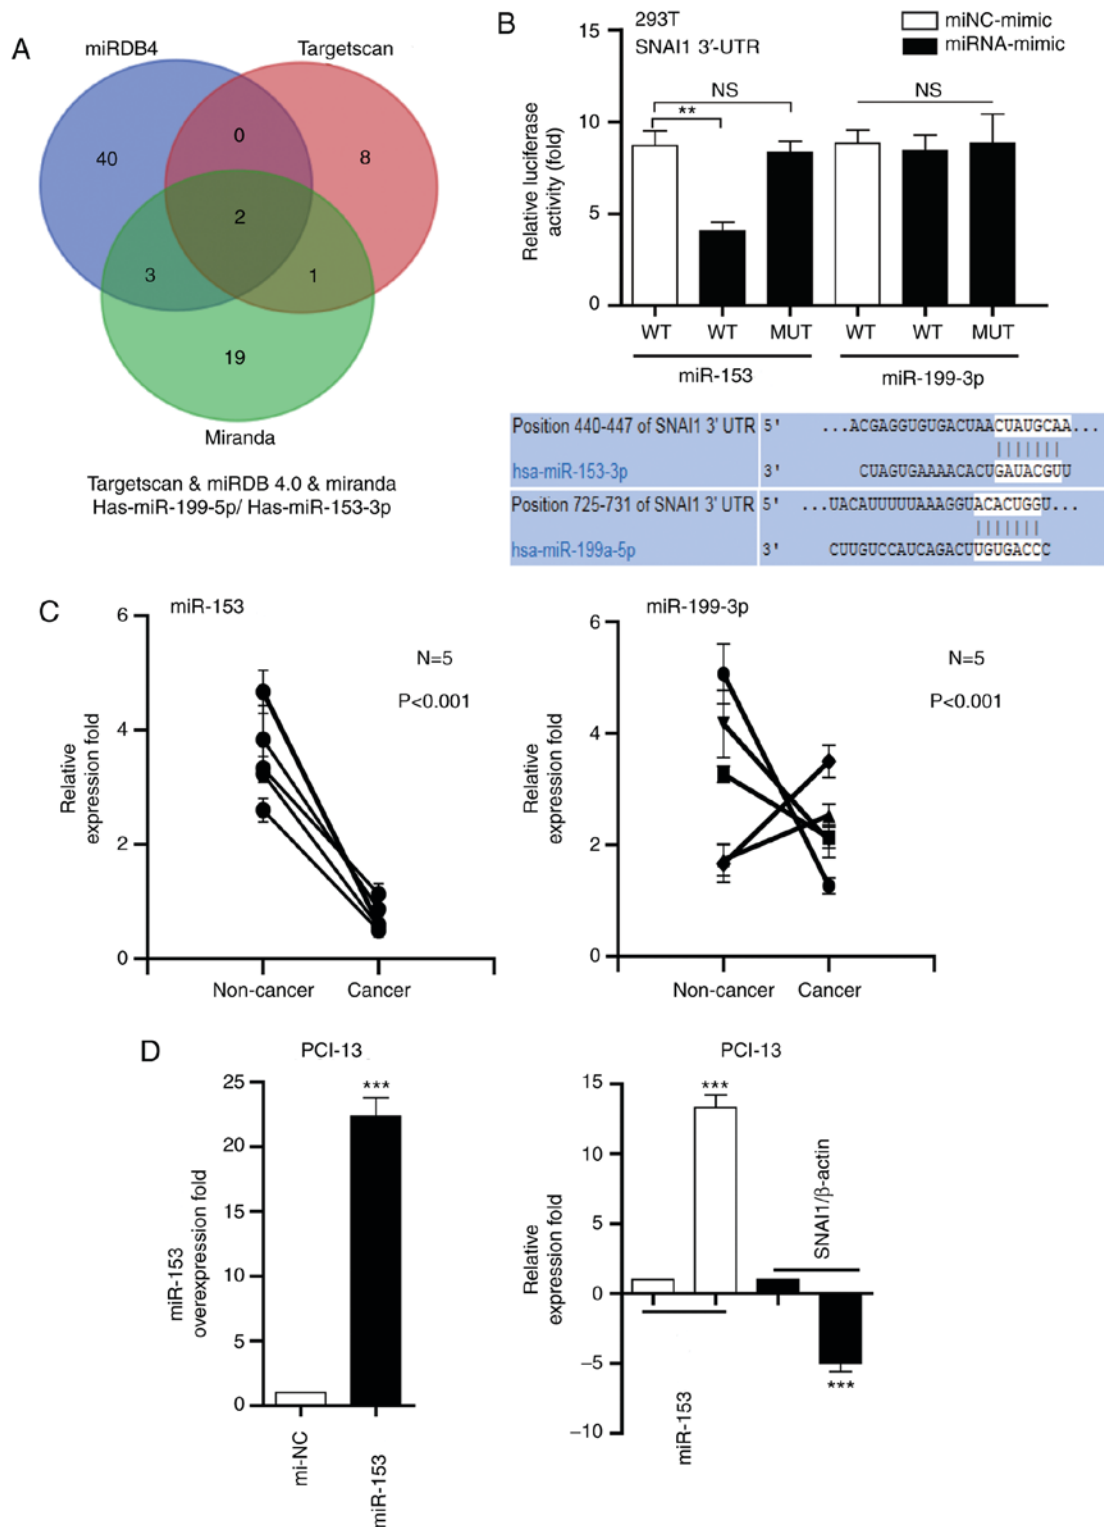 A
miRDB4
Targetscan
40
0
8
2
3
1
19
Miranda
Targetscan & miRDB 4.0 & miranda
Has-miR-199-5p/ Has-miR-153-3p
B
293T
SNAI1 3′-UTR
miNC-mimic
miRNA-mimic
Relative luciferase
activity (fold)
15
10
5
0
NS
**
NS
WT
WT
MUT
WT
WT
MUT
miR-153
miR-199-3p
Position 440-447 of SNAI1 3' UTR 5' ...ACGAGGUGUGACUAACUAUGCAA...
hsa-miR-153-3p 3' CUAGUGAAAACACUGAUACGUU
Position 725-731 of SNAI1 3' UTR 5' ...UACAUUUUUAAAGGUACACUGGU...
hsa-miR-199a-5p 3' CUUGUCCAUCAGACUUGUGACCC
C
miR-153
N=5
P<0.001
Relative
expression fold
6
4
2
0
Non-cancer
Cancer
miR-199-3p
N=5
P<0.001
Relative
expression fold
6
4
2
0
Non-cancer
Cancer
D
PCI-13
miR-153
overexpression fold
25
20
15
10
5
0
***
mi-NC
miR-153
PCI-13
Relative
expression fold
15
10
5
0
−5
−10
***
SNAI1/β-actin
***
miR-153